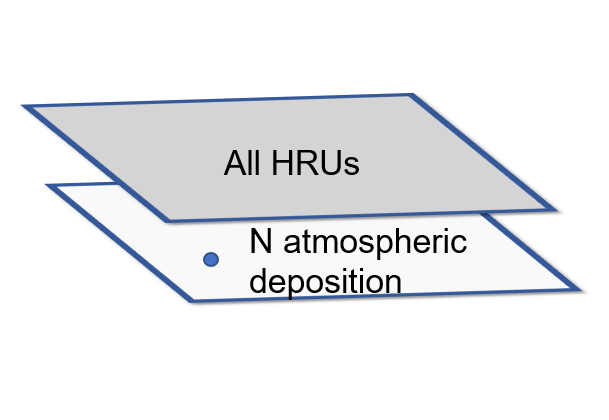 All HRUs
N atmospheric
deposition